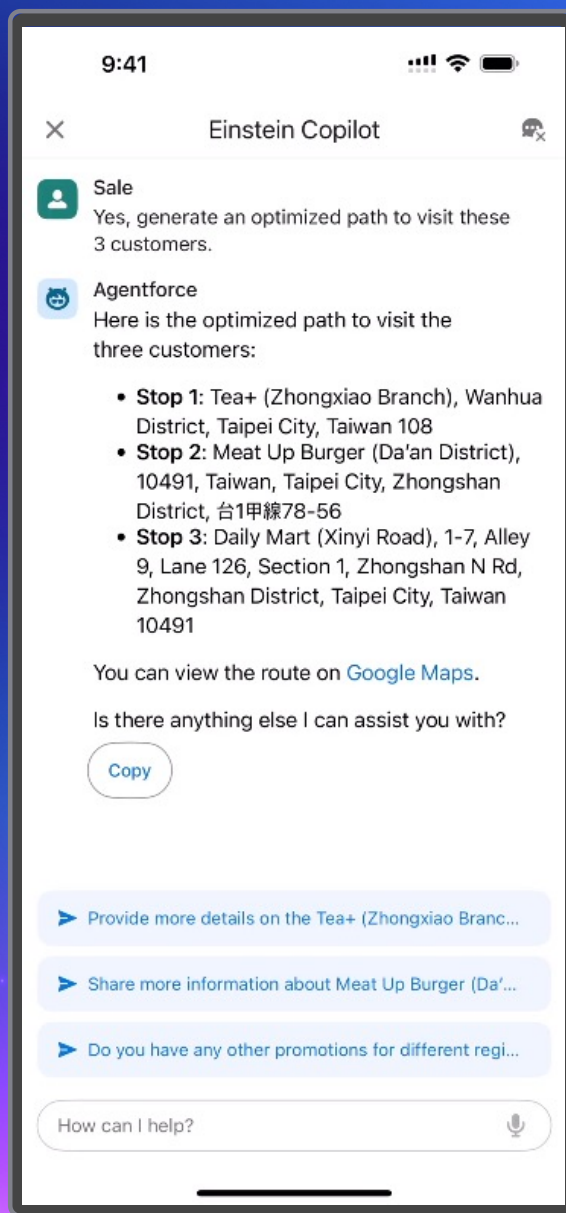 9:41
Einstein Copilot
Sale
Yes, generate an optimized path to visit these
3 customers.
Agentforce
Here is the optimized path to visit the
three customers:
• Stop 1: Tea+ (Zhongxiao Branch), Wanhua
District, Taipei City, Taiwan 108
• Stop 2: Meat Up Burger (Da'an District),
10491, Taiwan, Taipei City, Zhongshan
District, 台1甲線78-56
• Stop 3: Daily Mart (Xinyi Road), 1-7, Alley
9, Lane 126, Section 1, Zhongshan N Rd,
Zhongshan District, Taipei City, Taiwan
10491
You can view the route on Google Maps.
Is there anything else I can assist you with?
Copy
Provide more details on the Tea+ (Zhongxiao Branc...
Share more information about Meat Up Burger (Da'...
Do you have any other promotions for different regi...
How can I help?